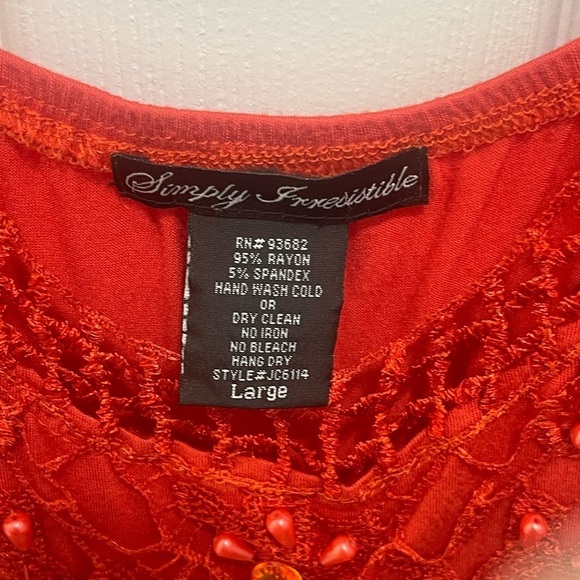 Simply Irresistible
RN# 93682
95% RAYON
5% SPANDEX
HAND WASH COLD
OR
DRY CLEAN
NO IRON
NO BLEACH
HANG DRY
STYLE#JC6114
Large